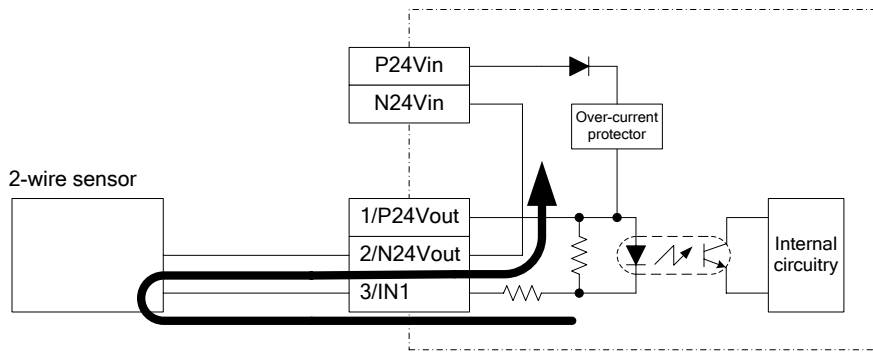 P24Vin
N24Vin
Over-current
protector
2-wire sensor
1/P24Vout
2/N24Vout
3/IN1
Internal
circuitry